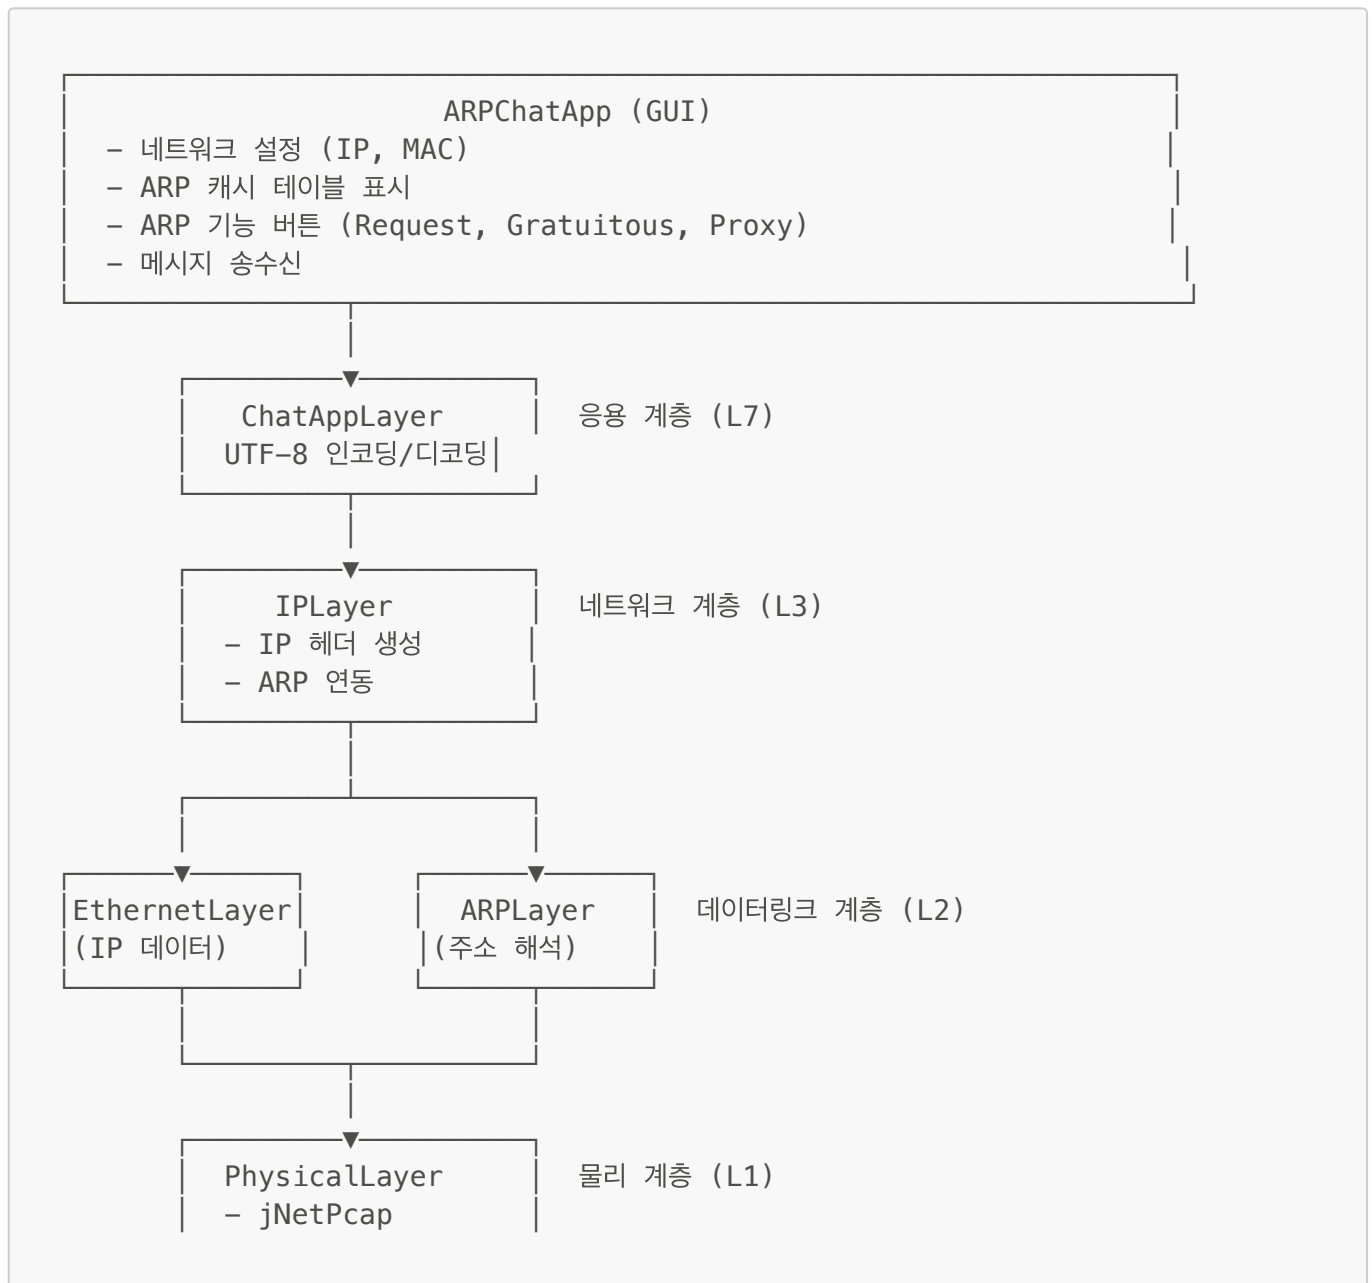 ARPChatApp (GUI)
- 네트워크 설정 (IP, MAC)
- ARP 캐시 테이블 표시
- ARP 기능 버튼 (Request, Gratuitous, Proxy)
- 메시지 송수신
ChatAppLayer 응용 계층 (L7)
UTF-8 인코딩/디코딩
IPLayer 네트워크 계층 (L3)
- IP 헤더 생성
- ARP 연동
EthernetLayer ARPLayer 데이터링크 계층 (L2)
(IP 데이터) (주소 해석)
PhysicalLayer 물리 계층 (L1)
- jNetPcap